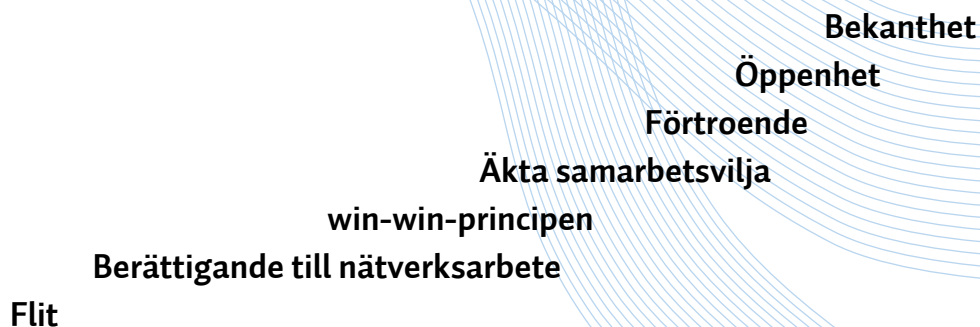 Bekanthet
Öppenhet
Förtroende
Äkta samarbetsvilja
win-win-principen
Berättigande till nätverksarbete
Flit